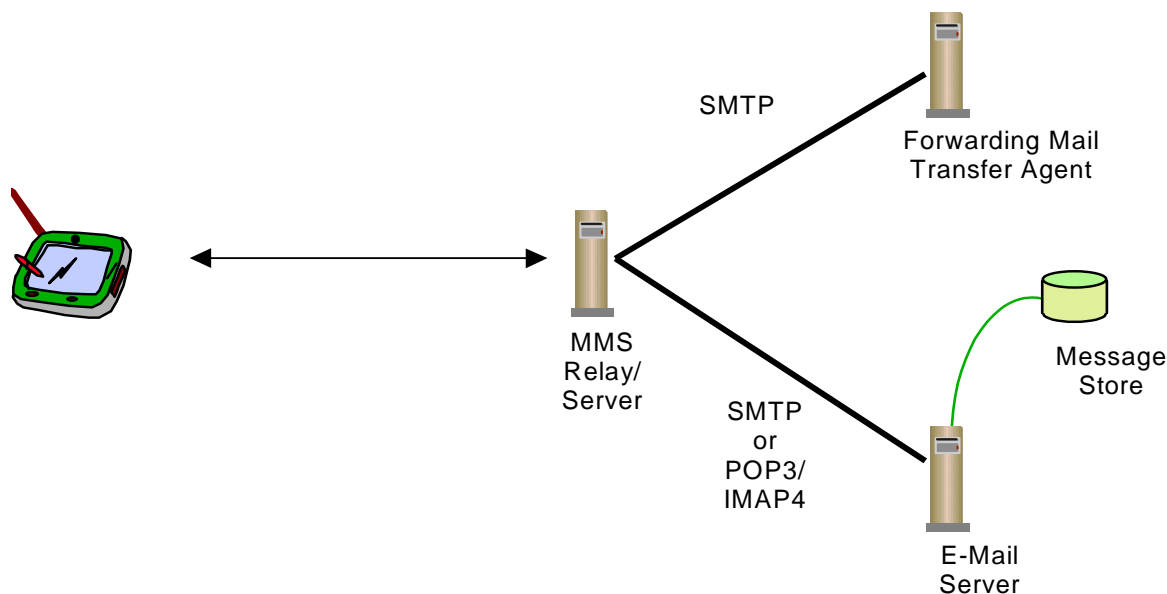 SMTP
Forwarding Mail
Transfer Agent
MMS
Relay/
Server
Message
Store
SMTP
or
POP3/
IMAP4
E-Mail
Server